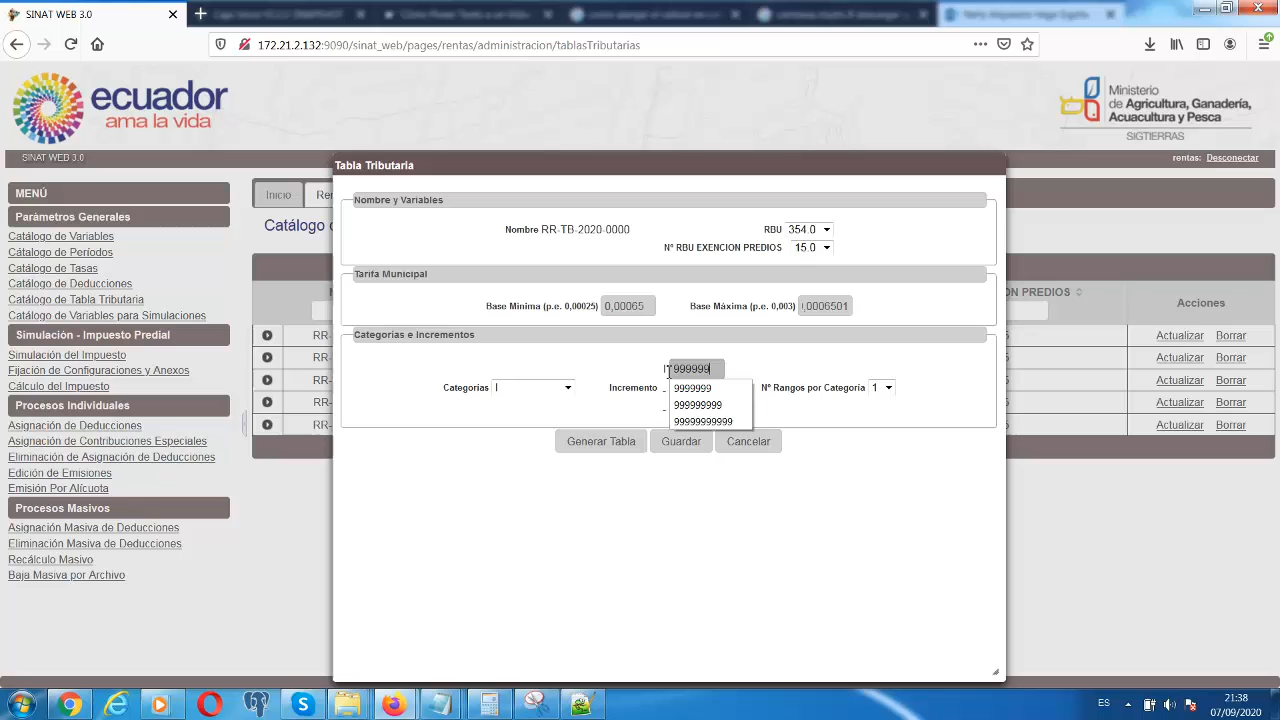 SINAT WEB 3.0
172.21.2.132:9090/sinat_web/pages/rentas/administracion/tablasTributarias
ecuador
ama la vida
Ministerio
de Agricultura, Ganadería,
Acuacultura y Pesca
SIGTIERRAS
SINAT WEB 3.0
rentas: Desconectar
MENÚ
Parámetros Generales
Catálogo de Variables
Cátalogo de Períodos
Catálogo de Tasas
Catálogo de Deducciones
Catálogo de Tabla Tributaria
Catálogo de Variables para Simulaciones
Simulación - Impuesto Predial
Simulación del Impuesto
Fijación de Configuraciones y Anexos
Cálculo del Impuesto
Procesos Individuales
Asignación de Deducciones
Asignación de Contribuciones Especiales
Eliminación de Asignación de Deducciones
Edición de Emisiones
Emisión Por Alícuota
Procesos Masivos
Asignación Masiva de Deducciones
Eliminación Masiva de Deducciones
Recálculo Masivo
Baja Masiva por Archivo
Inicio
Catálogo
RR-
RR-
RR-
RR-
RR-
Tabla Tributaria
Nombre y Variables
Nombre RR-TB-2020-0000
RBU 354.0
Nº RBU EXENCION PREDIOS 15.0
Tarifa Municipal
Base Mínima (p.e. 0,00025) 0,00065
Base Máxima (p.e. 0,003) 0,0006501
Categorías e Incrementos
I 999999
Categorías I
Incremento -
Nº Rangos por Categoría 1
9999999
999999999
99999999999
Generar Tabla
Guardar
Cancelar
PREDIOS
Acciones
Actualizar Borrar
Actualizar Borrar
Actualizar Borrar
Actualizar Borrar
Actualizar Borrar
ES
21:38
07/09/2020